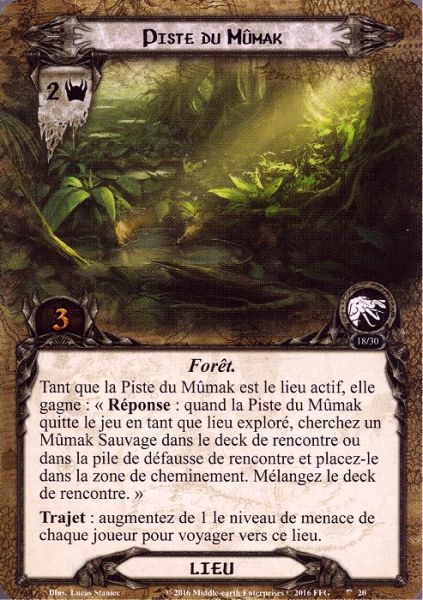 Piste du Mûmak
2
3
18/30
Forêt.
Tant que la Piste du Mûmak est le lieu actif, elle
gagne : « Réponse : quand la Piste du Mûmak
quitte le jeu en tant que lieu exploré, cherchez un
Mûmak Sauvage dans le deck de rencontre ou
dans la pile de défausse de rencontre et placez-le
dans la zone de cheminement. Mélangez le deck
de rencontre. »
Trajet : augmentez de 1 le niveau de menace de
chaque joueur pour voyager vers ce lieu.
LIEU
Illus. Lucas Staniec © 2016 Middle-earth Enterprises © 2016 FFG 20